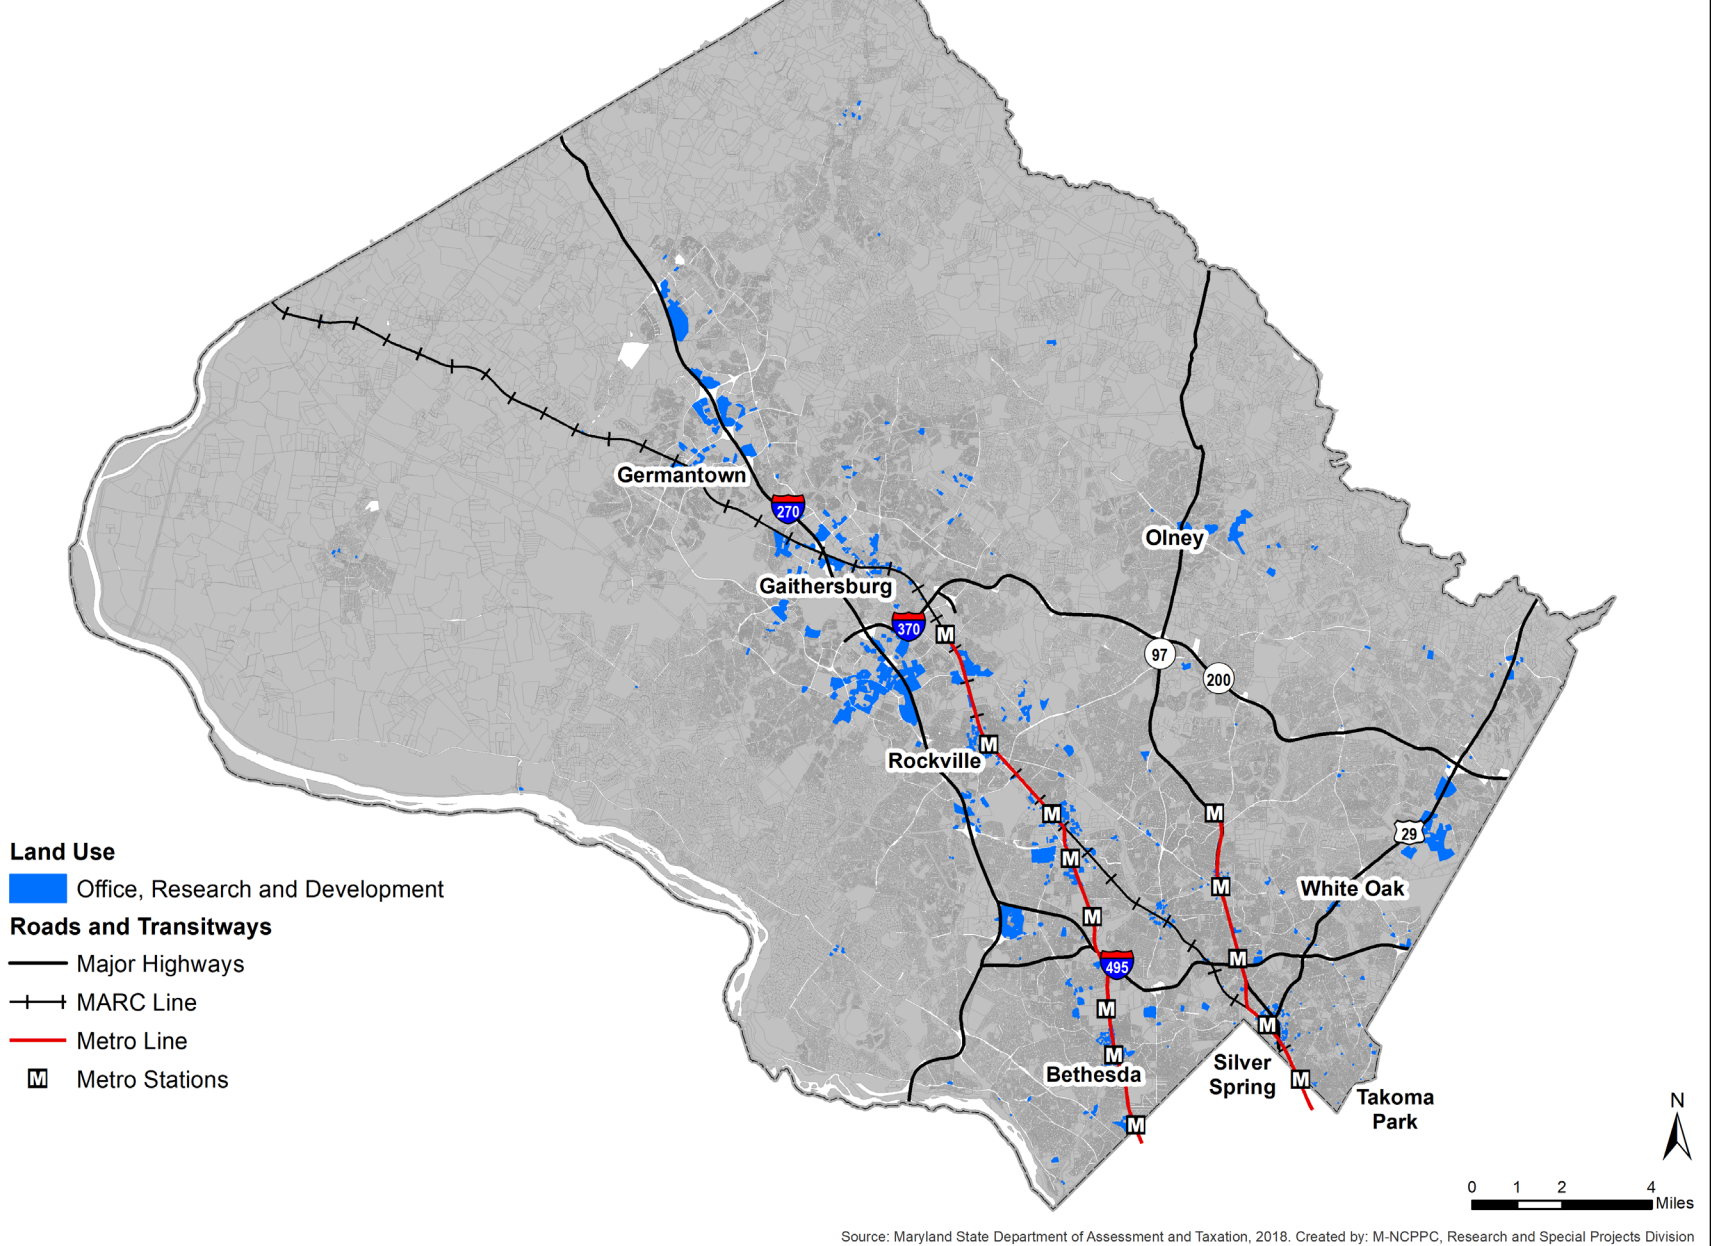 Germantown
270
Olney
Gaithersburg
370
M
97
200
M
Rockville
M
M
29
M
M
White Oak
M
M
495
M
M
M
Silver
Spring
Bethesda
M
Takoma
Park
M
Land Use
Office, Research and Development
Roads and Transitways
Major Highways
MARC Line
Metro Line
M Metro Stations
N
0 1 2 4
Miles
Source: Maryland State Department of Assessment and Taxation, 2018. Created by: M-NCPPC, Research and Special Projects Division